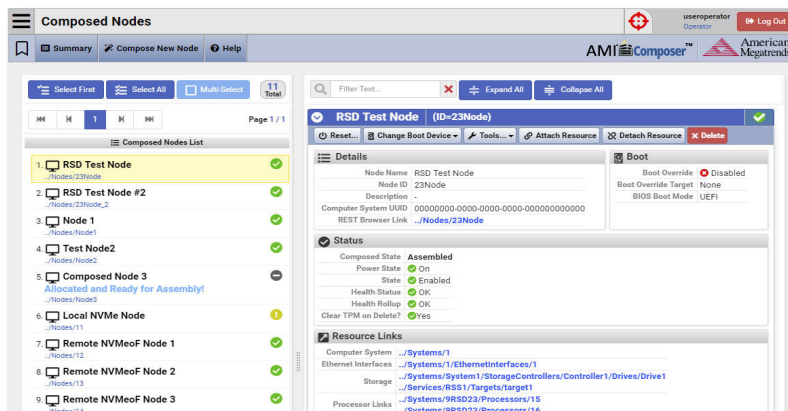 Composed Nodes
useroperator
Operator
Log Out
Summary
Compose New Node
Help
AMI Composer™
American
Megatrends
Select First
Select All
Multi-Select
11
Total
1
Page 1 / 1
Composed Nodes List
1. RSD Test Node
../Nodes/23Node
2. RSD Test Node #2
../Nodes/23Node_2
3. Node 1
../Nodes/Node1
4. Test Node2
../Nodes/Node2
5. Composed Node 3
Allocated and Ready for Assembly!
../Nodes/Node3
6. Local NVMe Node
../Nodes/11
7. Remote NVMeoF Node 1
../Nodes/12
8. Remote NVMeoF Node 2
../Nodes/13
9. Remote NVMeoF Node 3
../Nodes/14
Filter Text...
Expand All
Collapse All
RSD Test Node (ID=23Node)
Reset...
Change Boot Device
Tools...
Attach Resource
Detach Resource
Delete
Details
Node Name RSD Test Node
Node ID 23Node
Description -
Computer System UUID 00000000-0000-0000-0000-000000000000
REST Browser Link ../Nodes/23Node
Boot
Boot Override Disabled
Boot Override Target None
BIOS Boot Mode UEFI
Status
Composed State Assembled
Power State On
State Enabled
Health Status OK
Health Rollup OK
Clear TPM on Delete? Yes
Resource Links
Computer System ../Systems/1
Ethernet Interfaces ../Systems/1/EthernetInterfaces/1
Storage ../Systems/System1/StorageControllers/Controller1/Drives/Drive1
../Services/RSS1/Targets/target1
Processor Links ../Systems/9RSD23/Processors/15
../Systems/9RSD23/Processors/16